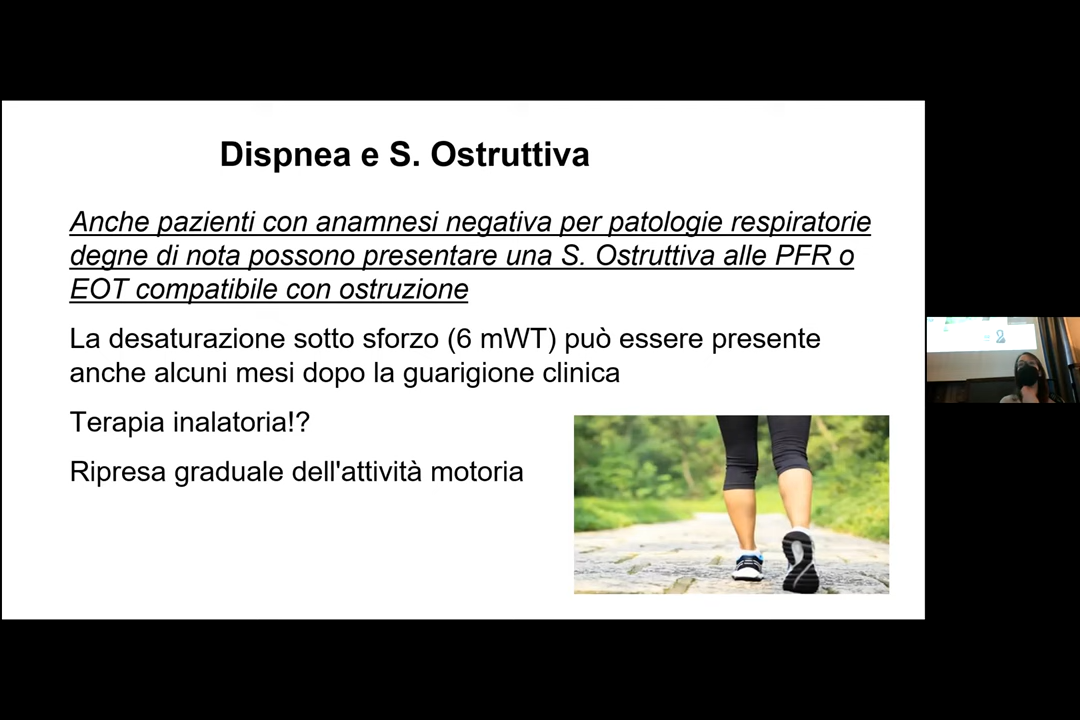 Dispnea e S. Ostruttiva
Anche pazienti con anamnesi negativa per patologie respiratorie
degne di nota possono presentare una S. Ostruttiva alle PFR o
EOT compatibile con ostruzione
La desaturazione sotto sforzo (6 mWT) può essere presente
anche alcuni mesi dopo la guarigione clinica
Terapia inalatoria!?
Ripresa graduale dell'attività motoria